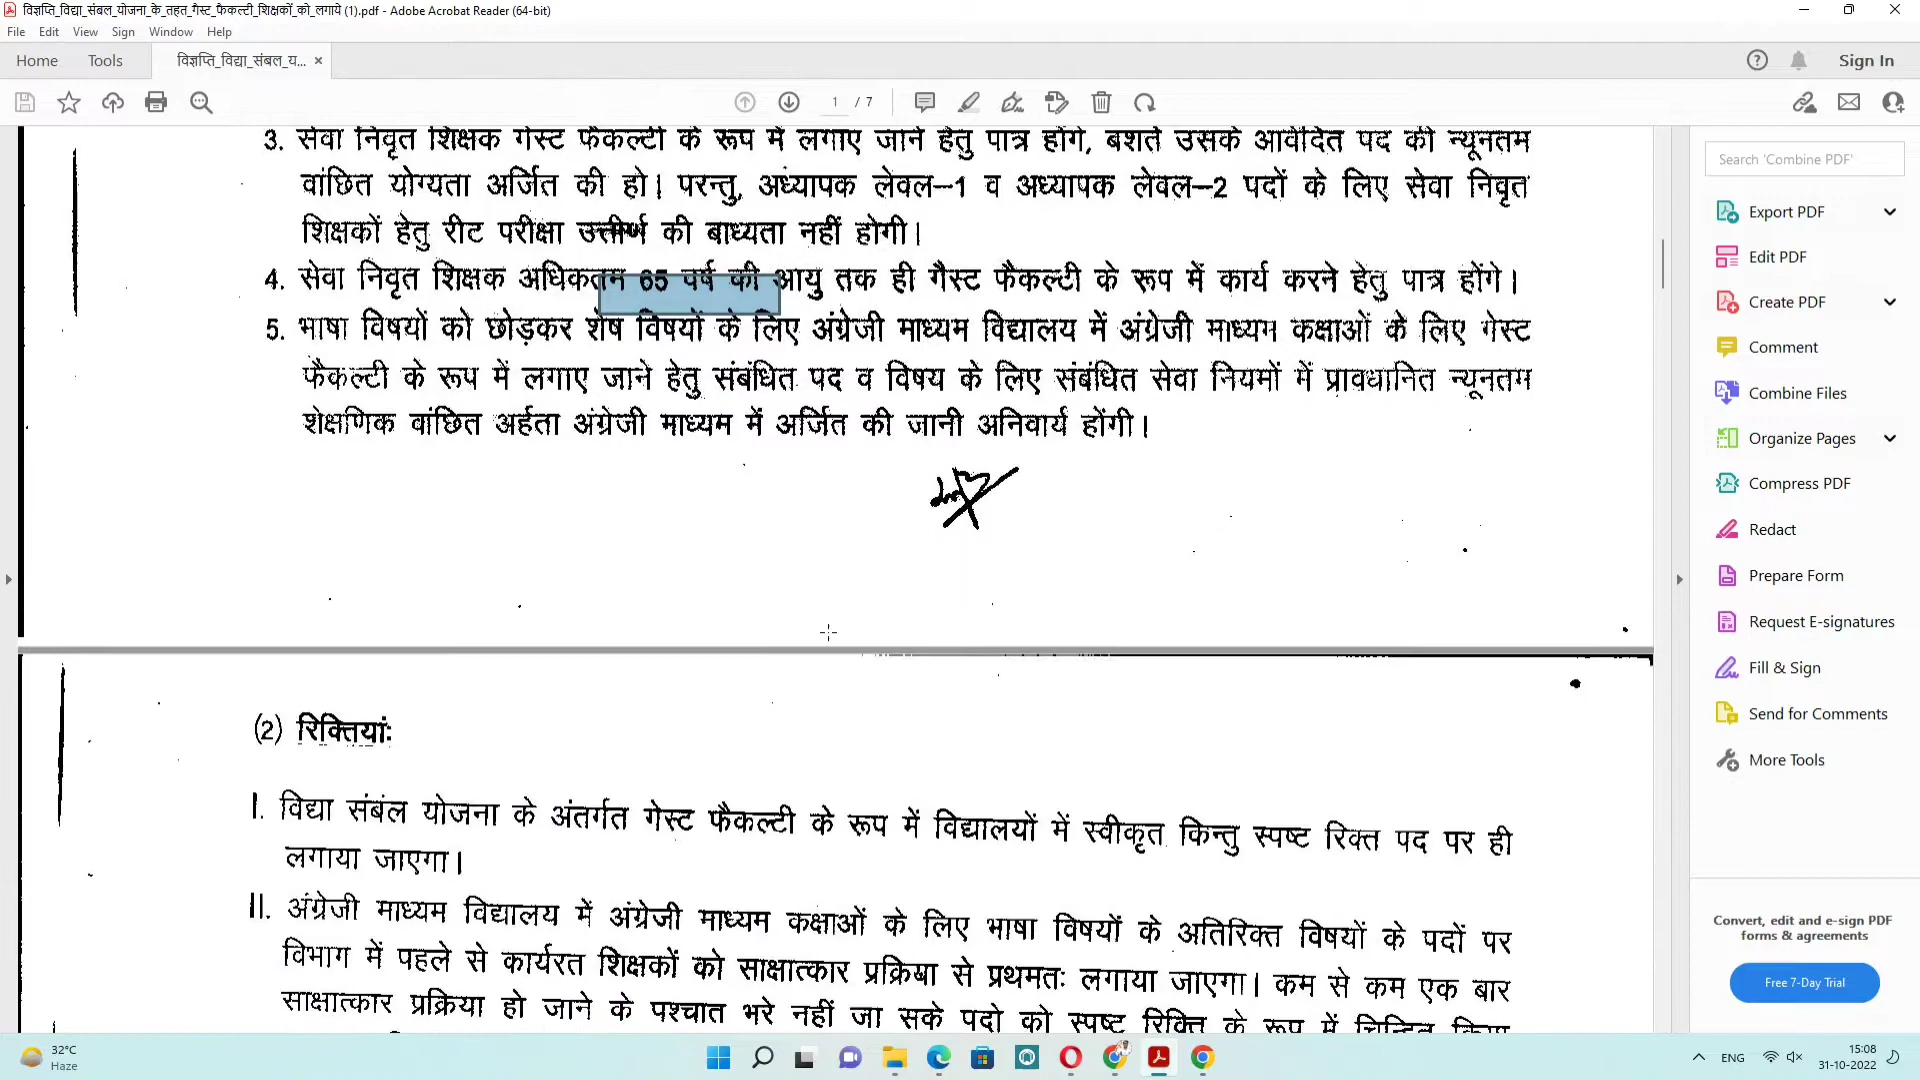 विज्ञप्ति_विद्या_संबल_योजना_के_तहत_गैस्ट_फैकल्टी_शिक्षकों_को_लगाये (1).pdf - Adobe Acrobat Reader (64-bit)
File Edit View Sign Window Help
Home Tools विज्ञप्ति_विद्या_संबल_य... × Sign In
1 / 7
3. सेवा निवृत शिक्षक गेस्ट फैकल्टी के रूप में लगाए जाने हेतु पात्र होंगे, बशर्ते उसके आवेदित पद की न्यूनतम
वांछित योग्यता अर्जित की हो। परन्तु, अध्यापक लेवल–1 व अध्यापक लेवल–2 पदों के लिए सेवा निवृत
शिक्षकों हेतु रीट परीक्षा उत्तीर्ण की बाध्यता नहीं होगी।
4. सेवा निवृत शिक्षक अधिकतम 65 वर्ष की आयु तक ही गैस्ट फैकल्टी के रूप में कार्य करने हेतु पात्र होंगे।
5. भाषा विषयों को छोड़कर शेष विषयों के लिए अंग्रेजी माध्यम विद्यालय में अंग्रेजी माध्यम कक्षाओं के लिए गेस्ट
फैकल्टी के रूप में लगाए जाने हेतु संबंधित पद व विषय के लिए संबंधित सेवा नियमों में प्रावधानित न्यूनतम
शेक्षणिक वांछित अर्हता अंग्रेजी माध्यम में अर्जित की जानी अनिवार्य होंगी।
(2) रिक्तियां:
I. विद्या संबंल योजना के अंतर्गत गेस्ट फैकल्टी के रूप में विद्यालयों में स्वीकृत किन्तु स्पष्ट रिक्त पद पर ही
लगाया जाएगा।
II. अंग्रेजी माध्यम विद्यालय में अंग्रेजी माध्यम कक्षाओं के लिए भाषा विषयों के अतिरिक्त विषयों के पदों पर
विभाग में पहले से कार्यरत शिक्षकों को साक्षात्कार प्रक्रिया से प्रथमतः लगाया जाएगा। कम से कम एक बार
साक्षात्कार प्रक्रिया हो जाने के पश्चात भरे नहीं जा सके पदो को स्पष्ट रिक्ति के रूप में चिन्हित किया
Search 'Combine PDF'
Export PDF
Edit PDF
Create PDF
Comment
Combine Files
Organize Pages
Compress PDF
Redact
Prepare Form
Request E-signatures
Fill & Sign
Send for Comments
More Tools
Convert, edit and e-sign PDF
forms & agreements
Free 7-Day Trial
32°C
Haze
ENG
15:08
31-10-2022